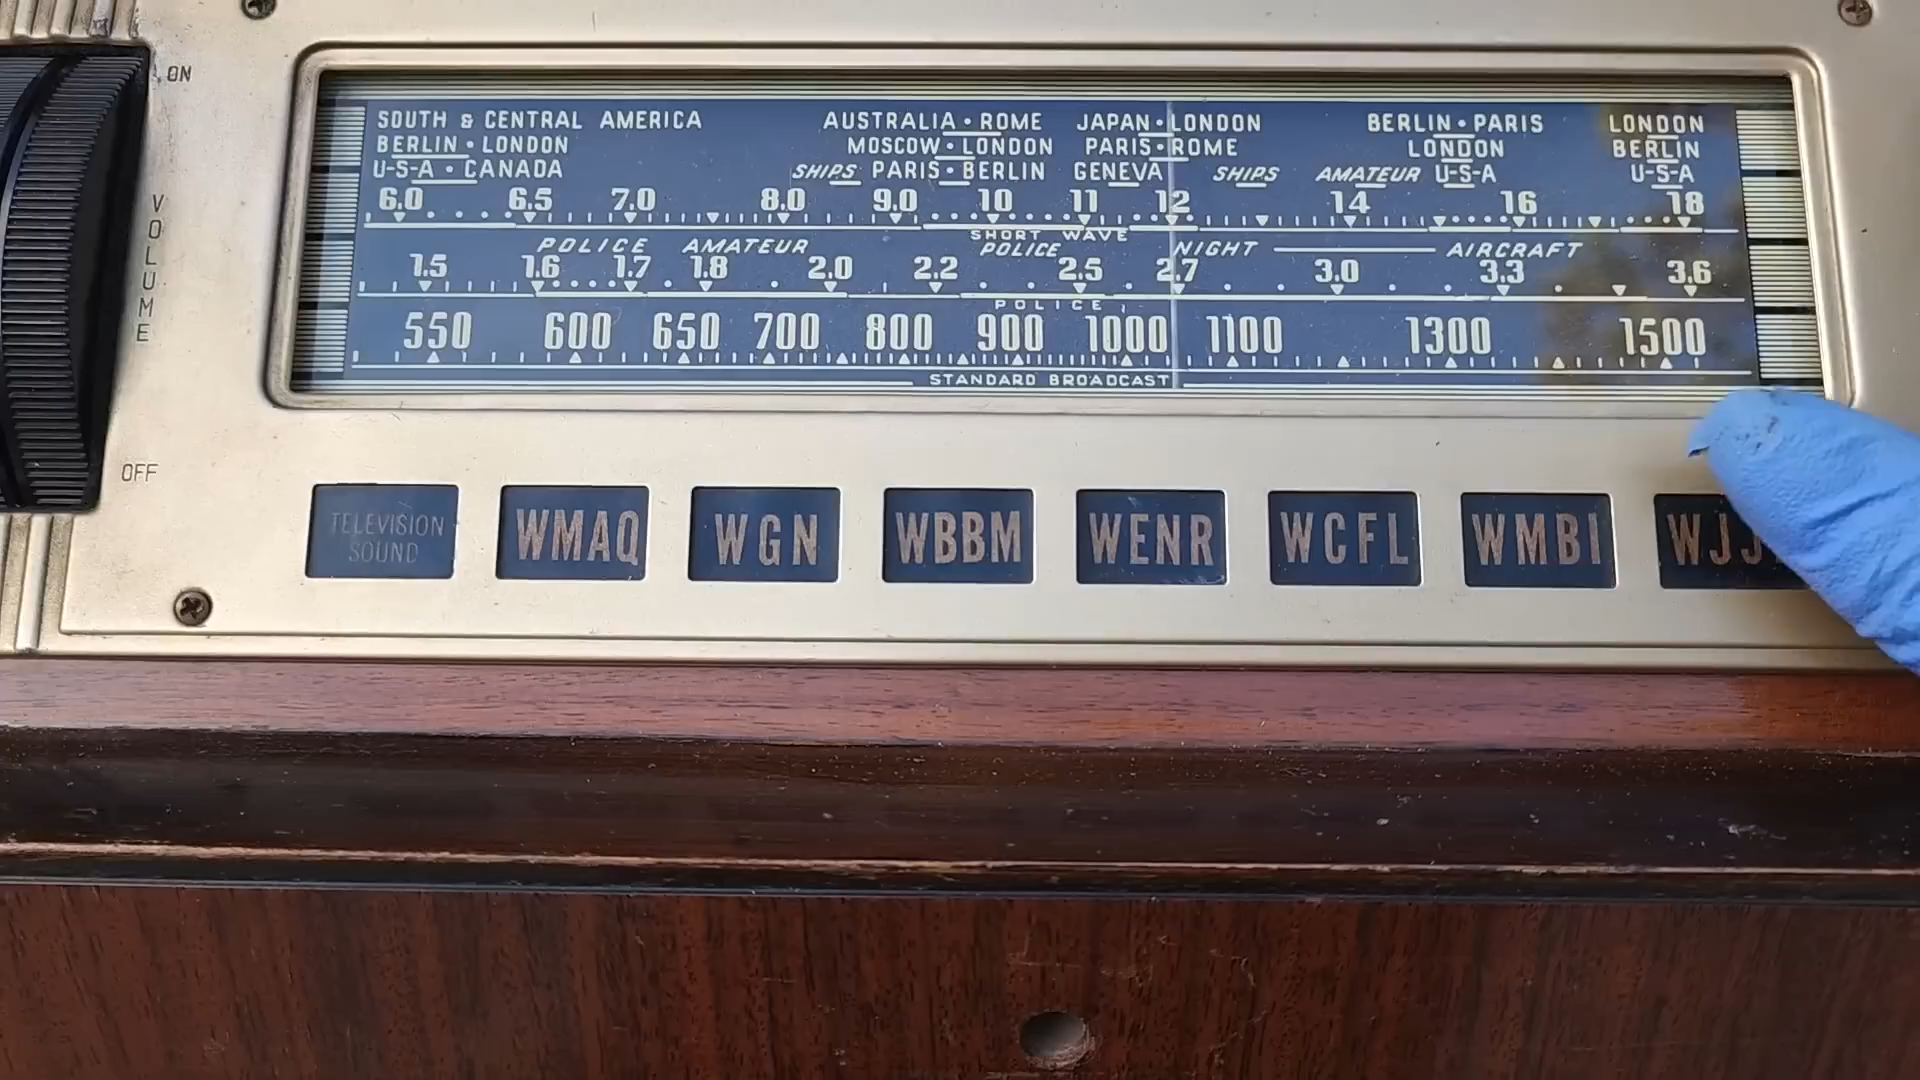 ON
VOLUME
OFF
SOUTH & CENTRAL AMERICA AUSTRALIA • ROME JAPAN • LONDON BERLIN • PARIS LONDON
BERLIN • LONDON MOSCOW • LONDON PARIS • ROME LONDON BERLIN
U-S-A • CANADA SHIPS PARIS • BERLIN GENEVA SHIPS AMATEUR U-S-A U-S-A
6.0 6.5 7.0 8.0 9.0 10 11 12 14 16 18
SHORT WAVE
POLICE AMATEUR POLICE NIGHT AIRCRAFT
1.5 1.6 1.7 1.8 2.0 2.2 2.5 2.7 3.0 3.3 3.6
POLICE
550 600 650 700 800 900 1000 1100 1300 1500
STANDARD BROADCAST
TELEVISION
SOUND
WMAQ WGN WBBM WENR WCFL WMBI